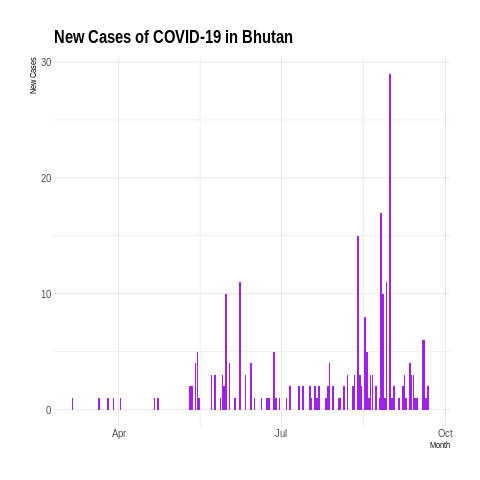 New Cases of COVID-19 in Bhutan
New Cases
30
20
10
0
Apr
Jul
Oct
Month